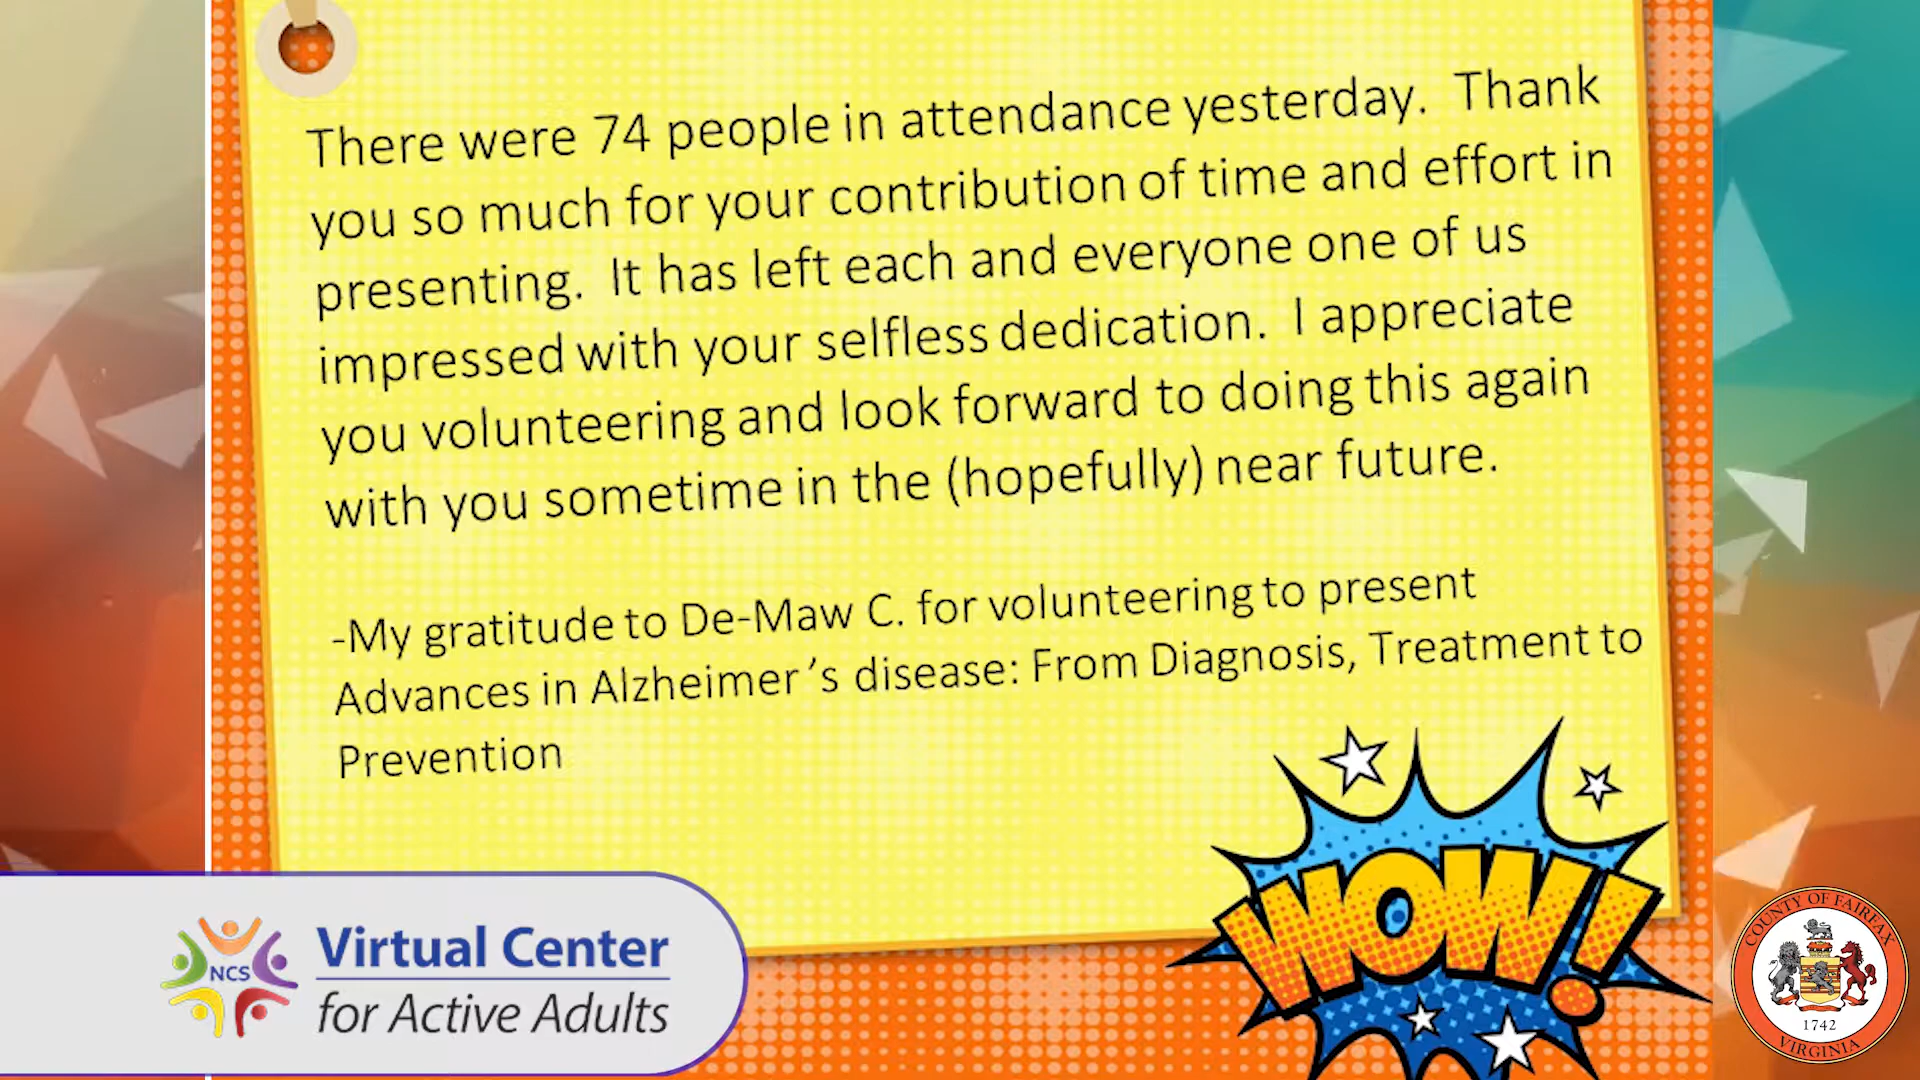 There were 74 people in attendance yesterday. Thank
you so much for your contribution of time and effort in
presenting. It has left each and everyone one of us
impressed with your selfless dedication. I appreciate
you volunteering and look forward to doing this again
with you sometime in the (hopefully) near future.
-My gratitude to De-Maw C. for volunteering to present
Advances in Alzheimer's disease: From Diagnosis, Treatment to
Prevention
WOW!
NCS
Virtual Center
for Active Adults
COUNTY OF FAIRFAX
1742
VIRGINIA